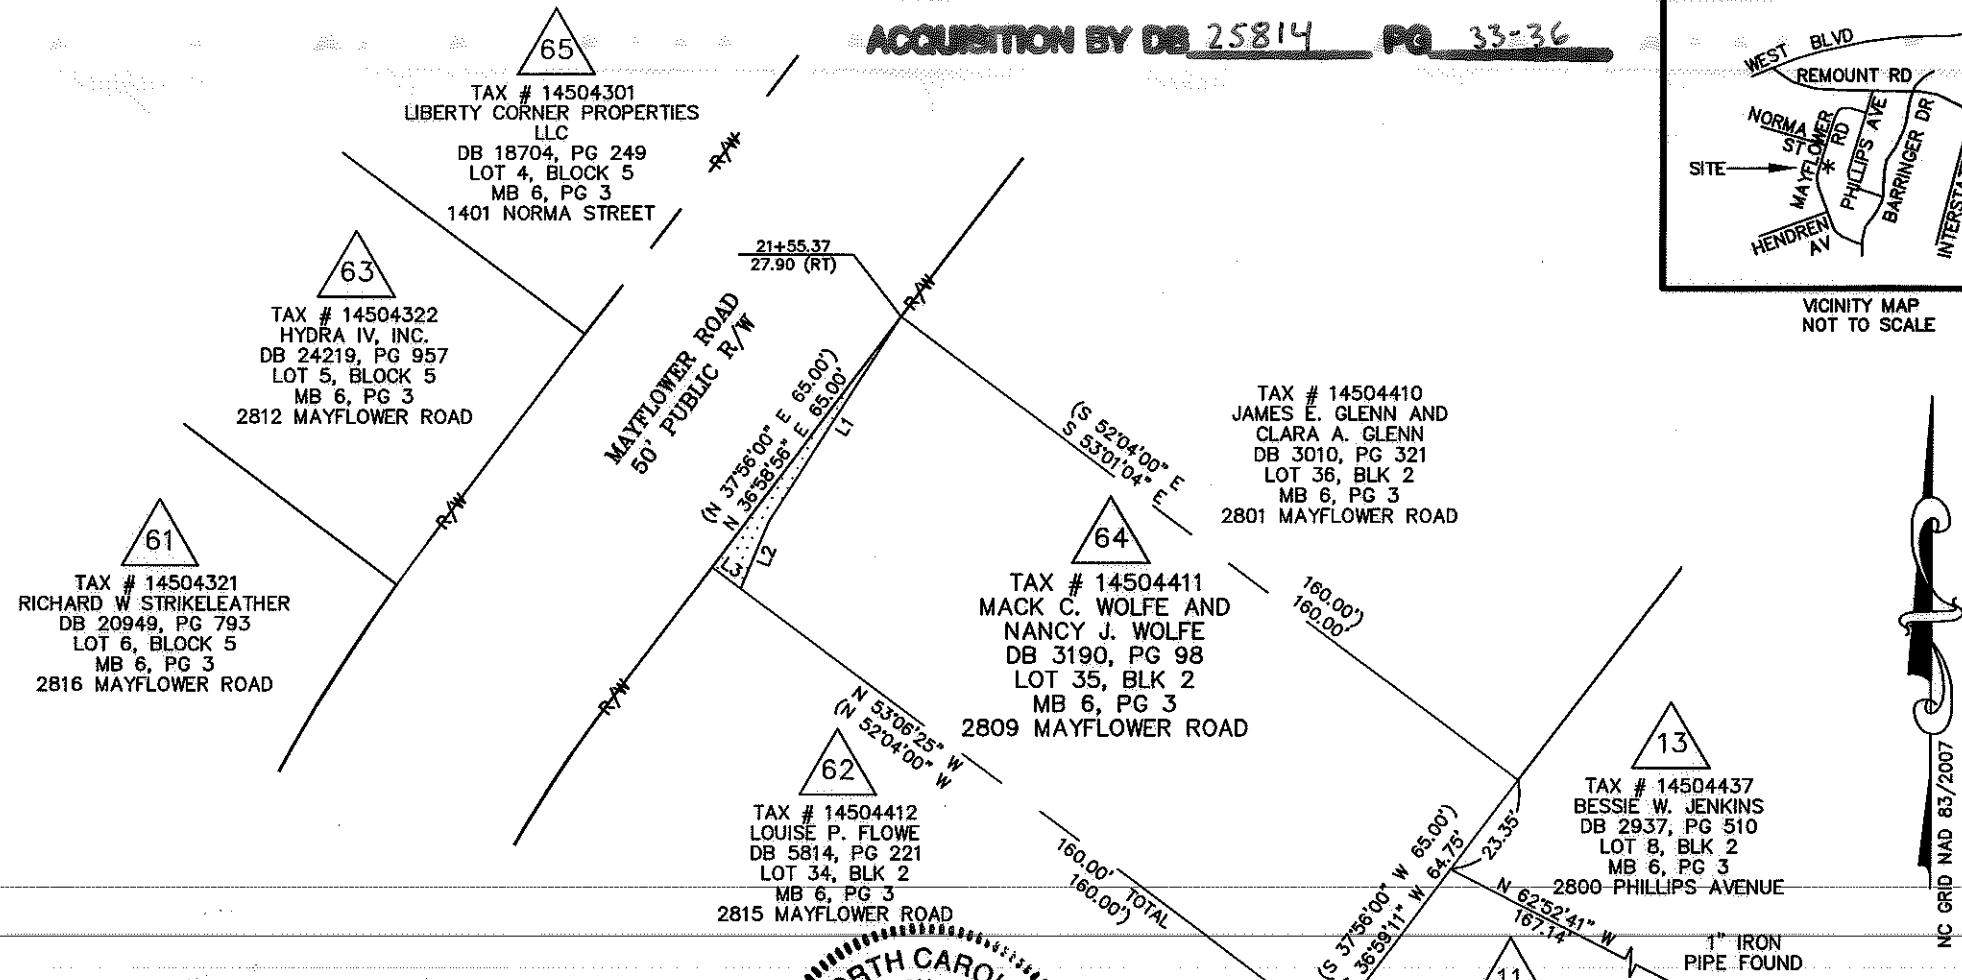 ACQUISITION BY DB 25814 PG 33-36
65
TAX # 14504301
LIBERTY CORNER PROPERTIES
LLC
DB 18704, PG 249
LOT 4, BLOCK 5
MB 6, PG 3
1401 NORMA STREET
R/W
63
TAX # 14504322
HYDRA IV, INC.
DB 24219, PG 957
LOT 5, BLOCK 5
MB 6, PG 3
2812 MAYFLOWER ROAD
61
TAX # 14504321
RICHARD W STRIKELEATHER
DB 20949, PG 793
LOT 6, BLOCK 5
MB 6, PG 3
2816 MAYFLOWER ROAD
R/W
21+55.37
27.90 (RT)
R/W
MAYFLOWER ROAD
50' PUBLIC R/W
(N 37°56'00" E 65.00')
N 36°58'56" E 65.00'
L1
L2
L3
R/W
(S 52°04'00" E
S 53°01'04" E
160.00')
160.00'
TAX # 14504410
JAMES E. GLENN AND
CLARA A. GLENN
DB 3010, PG 321
LOT 36, BLK 2
MB 6, PG 3
2801 MAYFLOWER ROAD
64
TAX # 14504411
MACK C. WOLFE AND
NANCY J. WOLFE
DB 3190, PG 98
LOT 35, BLK 2
MB 6, PG 3
2809 MAYFLOWER ROAD
N 53°06'25" W
(N 52°04'00" W
160.00' TOTAL
160.00')
62
TAX # 14504412
LOUISE P. FLOWE
DB 5814, PG 221
LOT 34, BLK 2
MB 6, PG 3
2815 MAYFLOWER ROAD
(S 37°56'00" W 65.00')
36°59'11" W 64.75'
23.35'
13
TAX # 14504437
BESSIE W. JENKINS
DB 2937, PG 510
LOT 8, BLK 2
MB 6, PG 3
2800 PHILLIPS AVENUE
N 62°52'41" W
167.14'
1" IRON
PIPE FOUND
11
WEST BLVD
REMOUNT RD
NORMA
ST
MAYFLOWER
RD
PHILLIPS AVE
BARRINGER DR
SITE
HENDREN
AV
VICINITY MAP
NOT TO SCALE
NC GRID NAD 83/2007